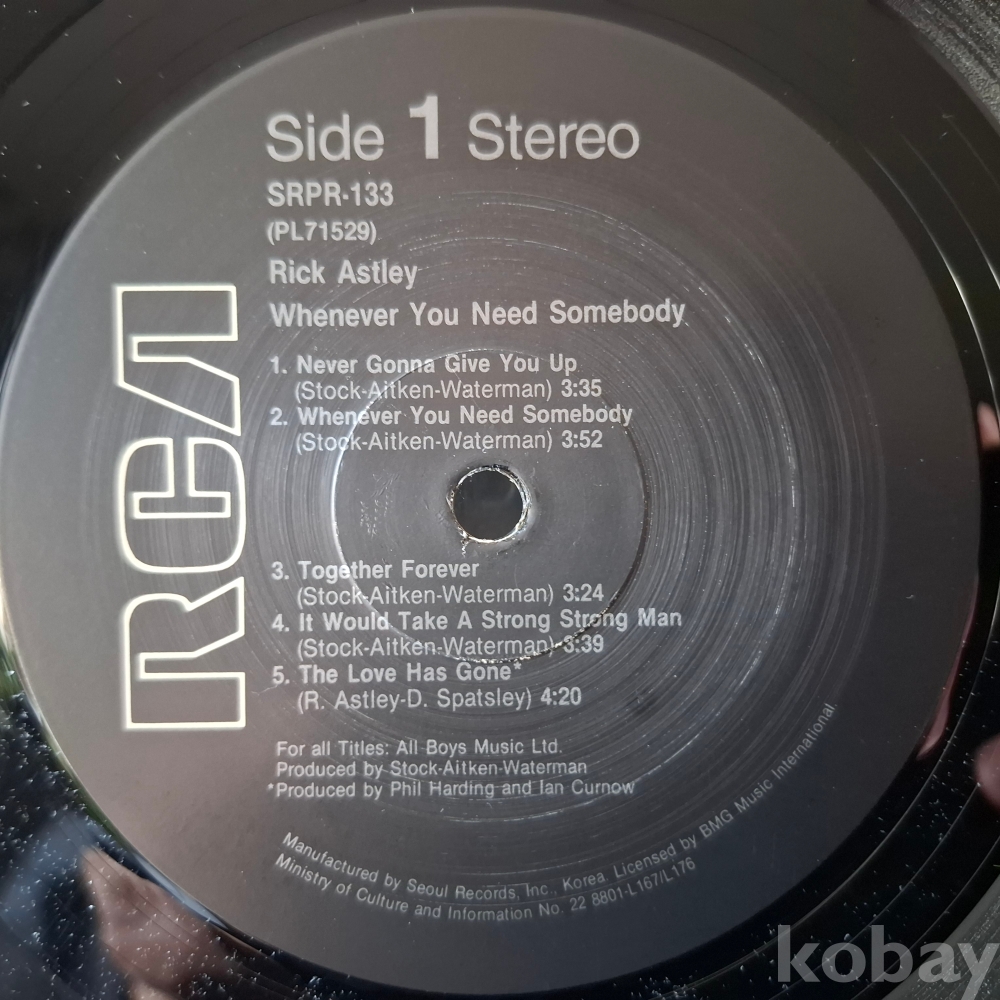 Side 1 Stereo
SRPR-133
(PL71529)
Rick Astley
Whenever You Need Somebody
1. Never Gonna Give You Up
(Stock-Aitken-Waterman) 3:35
2. Whenever You Need Somebody
(Stock-Aitken-Waterman) 3:52
3. Together Forever
(Stock-Aitken-Waterman) 3:24
4. It Would Take A Strong Strong Man
(Stock-Aitken-Waterman) 3:39
5. The Love Has Gone*
(R. Astley-D. Spatsley) 4:20
For all Titles: All Boys Music Ltd.
Produced by Stock-Aitken-Waterman
*Produced by Phil Harding and Ian Curnow
Manufactured by Seoul Records, Inc., Korea. Licensed by BMG Music International.
Ministry of Culture and Information No. 22 8801-L167/L176
RCA
kobay